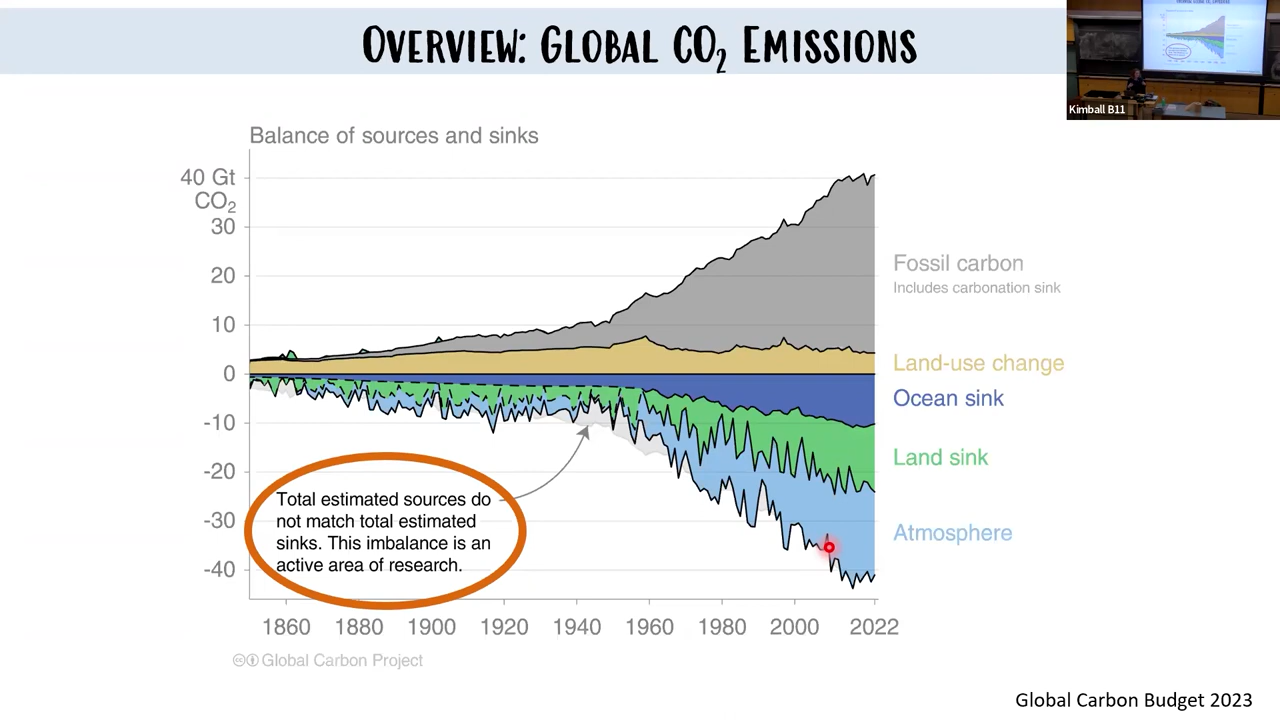 OVERVIEW: GLOBAL CO₂ EMISSIONS
Kimball B11
Balance of sources and sinks
40 Gt
CO₂
30
20
10
0
-10
-20
-30
-40
Fossil carbon
Includes carbonation sink
Land-use change
Ocean sink
Land sink
Atmosphere
Total estimated sources do
not match total estimated
sinks. This imbalance is an
active area of research.
1860 1880 1900 1920 1940 1960 1980 2000 2022
Global Carbon Project
Global Carbon Budget 2023